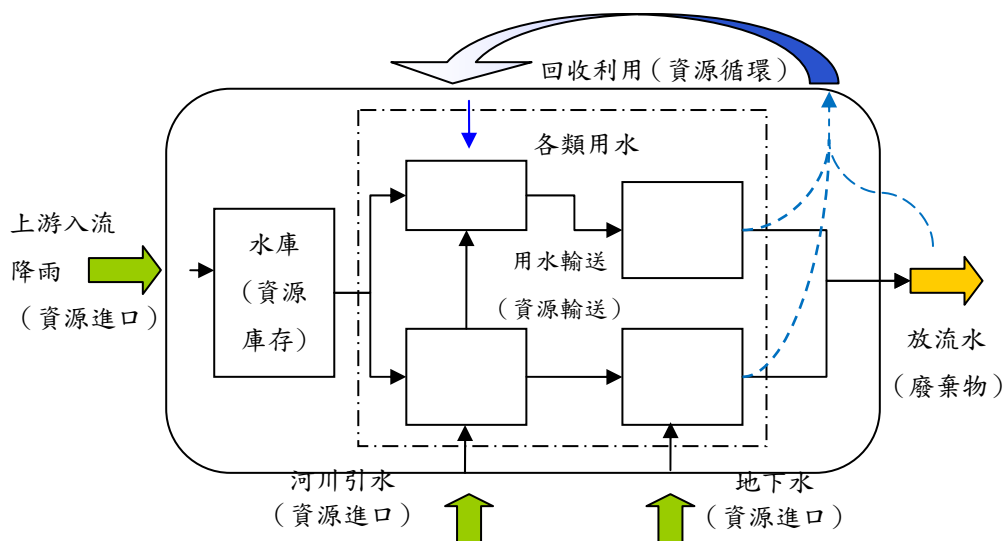 回收利用（資源循環）
各類用水
上游入流
降雨
（資源進口）
水庫
（資源
庫存）
用水輸送
（資源輸送）
放流水
（廢棄物）
河川引水
（資源進口）
地下水
（資源進口）